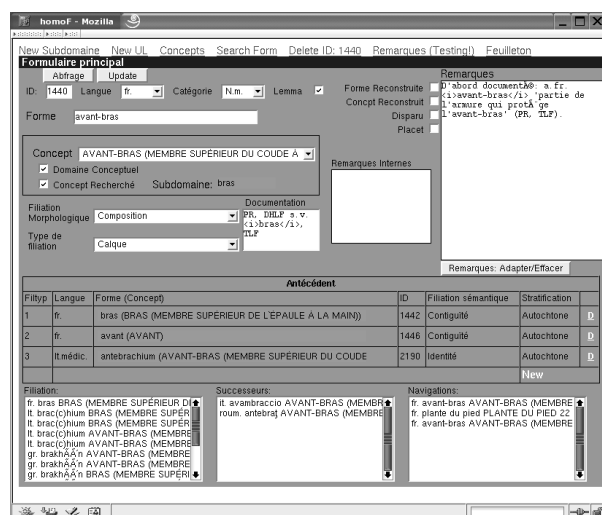 homoF - Mozilla
New Subdomaine New UL Concepts Search Form Delete ID: 1440 Remarques (Testing!) Feuilleton
Formulaire principal
Abfrage Update
Remarques
ID: 1440 Langue fr. Catégorie N.m. Lemma
Forme Reconstruite
Concpt Reconstruit
Disparu
Placet
Forme avant-bras
D'abord documentÃ©: a.fr.
<i>avant-bras</i> 'partie de
l'armure qui protÃ¨ge
l'avant-bras' (PR, TLF).
Concept AVANT-BRAS (MEMBRE SUPÉRIEUR DU COUDE À
Domaine Conceptuel
Concept Recherché Subdomaine: bras
Remarques Internes
Filiation
Morphologique Composition
Type de
filiation Calque
Documentation
PR, DHLF s.v.
<i>bras</i>,
TLF
Remarques: Adapter/Effacer
Antécédent
Filtyp Langue Forme (Concept) ID Filiation sémantique Stratification
1 fr. bras (BRAS (MEMBRE SUPÉRIEUR DE L'ÉPAULE À LA MAIN)) 1442 Contiguïté Autochtone D
2 fr. avant (AVANT) 1446 Contiguïté Autochtone D
3 lt.médic. antebrachium (AVANT-BRAS (MEMBRE SUPÉRIEUR DU COUDE 2190 Identité Autochtone D
New
Filiation:
fr. bras BRAS (MEMBRE SUPÉRIEUR D
lt. brac(c)hium BRAS (MEMBRE SUPÉR
lt. brac(c)hium BRAS (MEMBRE SUPÉR
lt. brac(c)hium AVANT-BRAS (MEMBRE
lt. brac(c)hium AVANT-BRAS (MEMBRE
gr. AVANT-BRAS (MEMBRE
gr. BRAS (MEMBRE SUPÉRI
Successeurs:
it. avambraccio AVANT-BRAS (MEMB
roum. antebraţ AVANT-BRAS (MEMBRE
Navigations:
fr. avant-bras AVANT-BRAS (MEMBRE
fr. plante du pied PLANTE DU PIED 22
fr. avant-bras AVANT-BRAS (MEMBRE